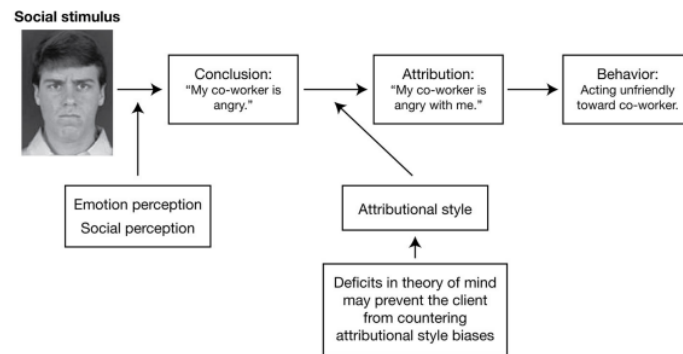 Social stimulus
Conclusion:
“My co-worker is
angry.”
Attribution:
“My co-worker is
angry with me.”
Behavior:
Acting unfriendly
toward co-worker.
Emotion perception
Social perception
Attributional style
Deficits in theory of mind
may prevent the client
from countering
attributional style biases